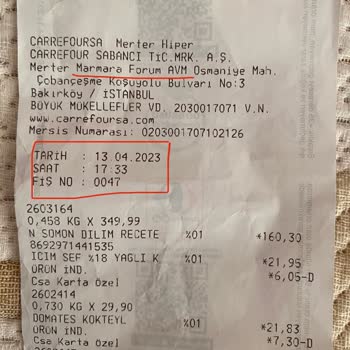 CARREFOURSA Merter Hiper
CARREFOUR SABANCI TİC.MRK. A.Ş.
Merter Marmara Forum AVM Osmaniye Mah.
Çobançeşme Koşuyolu Bulvarı No:3
Bakırköy / İSTANBUL
BÜYÜK MÜKELLEFLER VD. 2030017071 V.N.
www.carrefoursa.com
Mersis Numarası: 0203001707102126
TARİH : 13.04.2023
SAAT : 17:33
FİŞ NO : 0047
2603164
0,458 KG X 349,99
N SOMON DILIM RECETE %01 *160,30
8692971441535
ICIM SEF %18 YAGLI K %01 *21,95
ÜRÜN İND. *6,05-D
Csa Karta Özel
2602414
0,730 KG X 29,90
DOMATES KOKTEYL %01 *21,83
ÜRÜN İND. *7,30-D
Csa Karta Özel